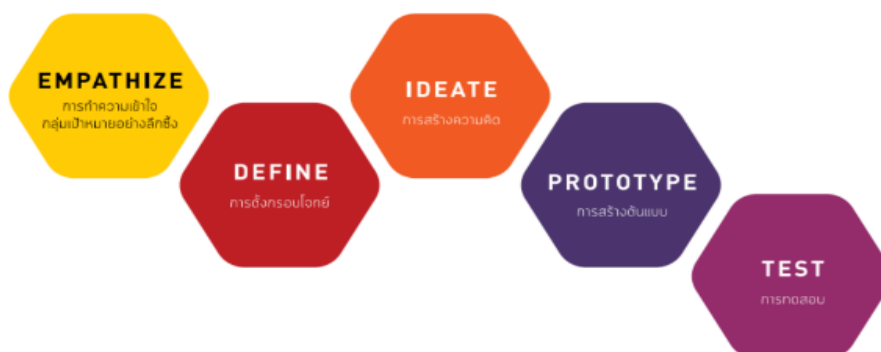 EMPATHIZE
การทำความเข้าใจ
กลุ่มเป้าหมายอย่างลึกซึ้ง
DEFINE
การตั้งกรอบโจทย์
IDEATE
การสร้างความคิด
PROTOTYPE
การสร้างต้นแบบ
TEST
การทดสอบ